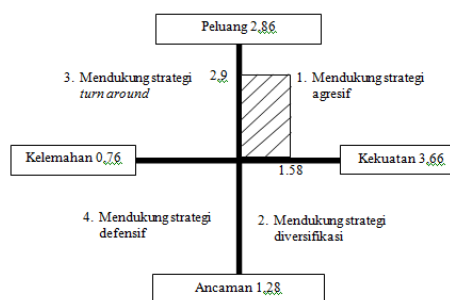 Peluang 2,86
3. Mendukung strategi
turn around
2,9
1. Mendukung strategi
agresif
Kelemahan 0,76
Kekuatan 3,66
1.58
4. Mendukung strategi
defensif
2. Mendukung strategi
diversifikasi
Ancaman 1,28